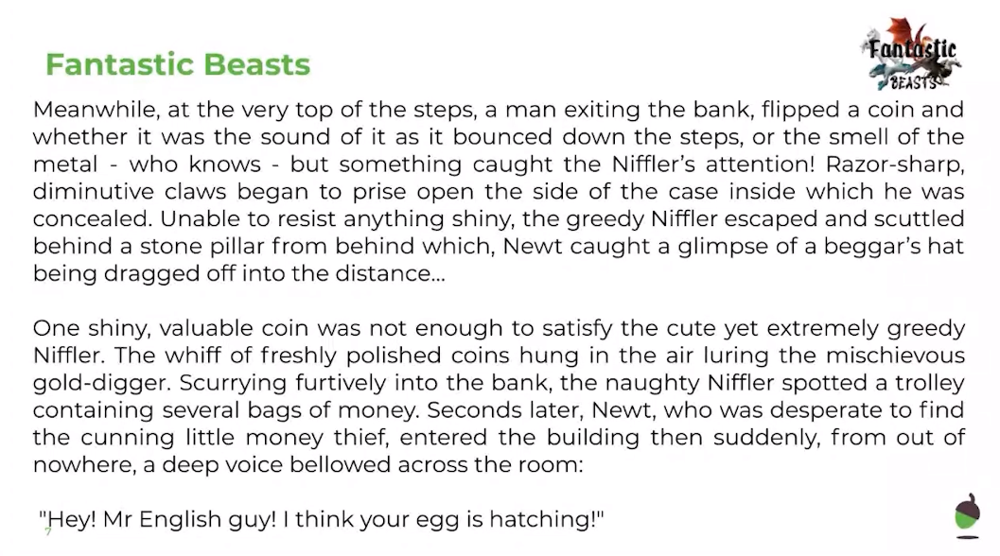 Fantastic Beasts
Fantastic
BEASTS
Meanwhile, at the very top of the steps, a man exiting the bank, flipped a coin and
whether it was the sound of it as it bounced down the steps, or the smell of the
metal - who knows - but something caught the Niffler's attention! Razor-sharp,
diminutive claws began to prise open the side of the case inside which he was
concealed. Unable to resist anything shiny, the greedy Niffler escaped and scuttled
behind a stone pillar from behind which, Newt caught a glimpse of a beggar's hat
being dragged off into the distance...
One shiny, valuable coin was not enough to satisfy the cute yet extremely greedy
Niffler. The whiff of freshly polished coins hung in the air luring the mischievous
gold-digger. Scurrying furtively into the bank, the naughty Niffler spotted a trolley
containing several bags of money. Seconds later, Newt, who was desperate to find
the cunning little money thief, entered the building then suddenly, from out of
nowhere, a deep voice bellowed across the room:
"Hey! Mr English guy! I think your egg is hatching!"
7